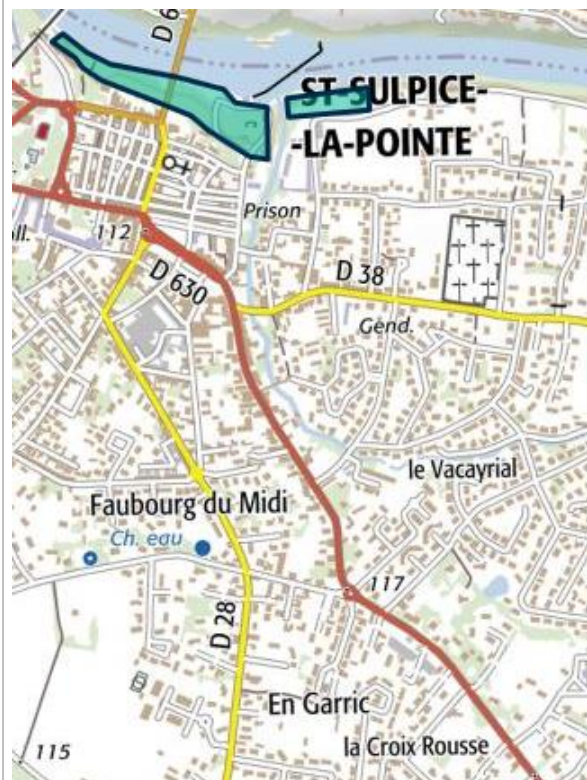 D 6
ST-SULPICE-
-LA-POINTE
Prison
ll.
112
D 630
D 38
Gend.
le Vacayrial
Faubourg du Midi
Ch. eau
117
D 28
En Garric
la Croix Rousse
115